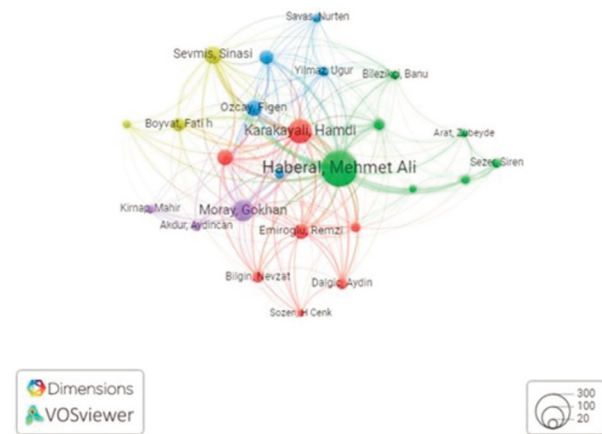 Savas, Nurten
Sevmis, Sinasi
Yilmaz, Ugur
Bilezikci, Banu
Ozcay, Figen
Boyvat, Fati h
Karakayali, Hamdi
Arat, Zubeyde
Haberal, Mehmet Ali
Sezer, Siren
Kirnap, Mahir
Moray, Gokhan
Akdur, Aydincan
Emiroglu, Remzi
Bilgin, Nevzat
Dalgic, Aydin
Sozen, H Cenk
Dimensions
VOSviewer
300
100
20